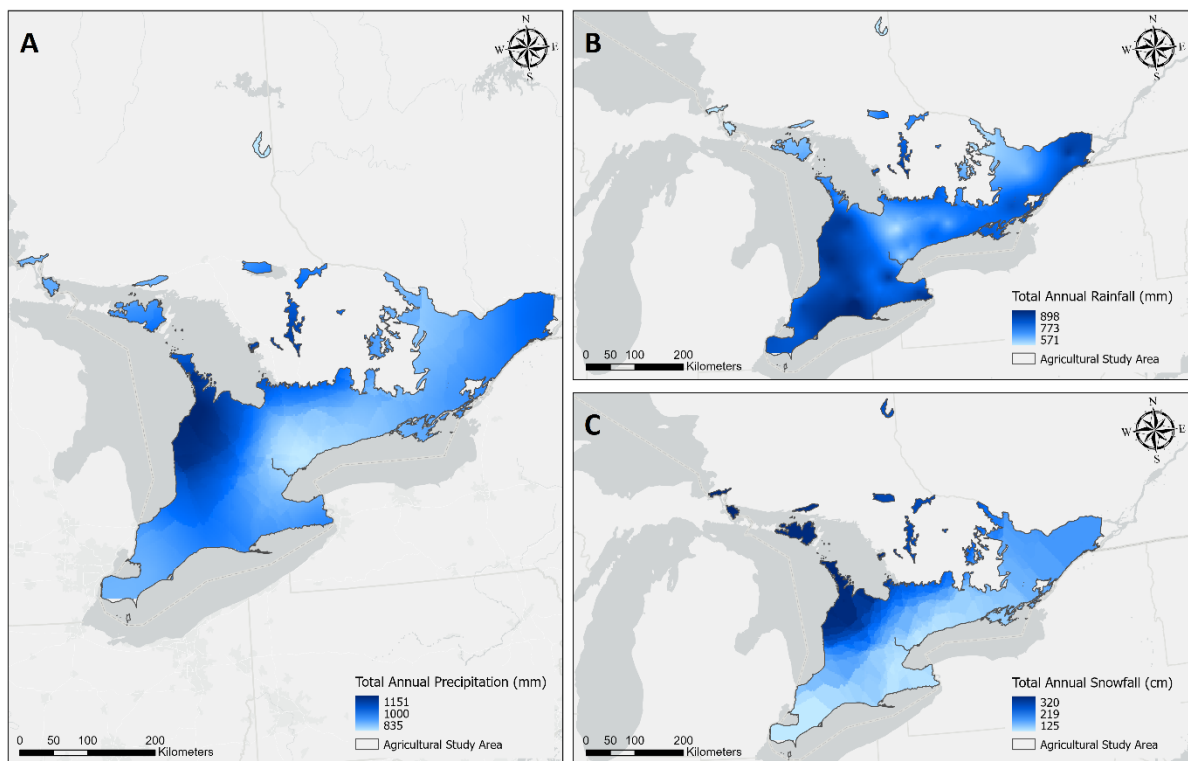 A
N
W E
S
Total Annual Precipitation (mm)
1151
1000
835
Agricultural Study Area
0 50 100 200
Kilometers
B
N
W E
S
Total Annual Rainfall (mm)
898
773
571
Agricultural Study Area
0 50 100 200
Kilometers
C
N
W E
S
Total Annual Snowfall (cm)
320
219
125
Agricultural Study Area
0 50 100 200
Kilometers